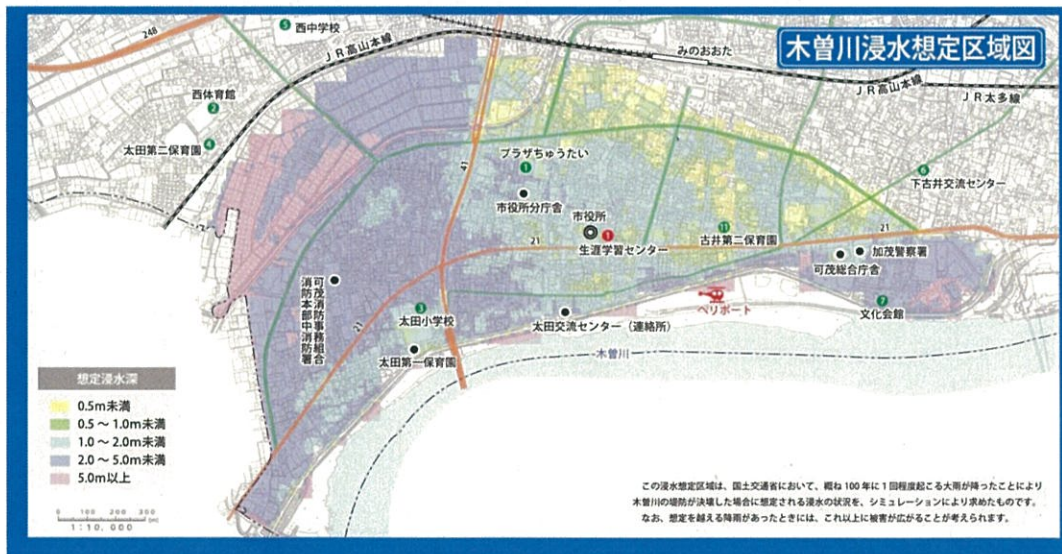 木曽川浸水想定区域図
248
5
西中学校
JR高山本線
みのおおた
JR高山本線
JR太多線
西体育館
2
太田第二保育園
4
41
プラザちゅうたい
1
市役所分庁舎
市役所
1
生涯学習センター
21
11
古井第二保育園
6
下古井交流センター
21
加茂警察署
可茂総合庁舎
7
文化会館
ヘリポート
可茂消防事務組合
消防本部中消防署
21
3
太田小学校
太田第一保育園
太田交流センター(連絡所)
木曽川
想定浸水深
0.5m未満
0.5~1.0m未満
1.0~2.0m未満
2.0~5.0m未満
5.0m以上
0 100 200 300 (m)
1:10,000
この浸水想定区域は、国土交通省において、概ね100年に1回程度起こる大雨が降ったことにより
木曽川の堤防が決壊した場合に想定される浸水の状況を、シミュレーションにより求めたものです。
なお、想定を越える降雨があったときには、これ以上に被害が広がることが考えられます。